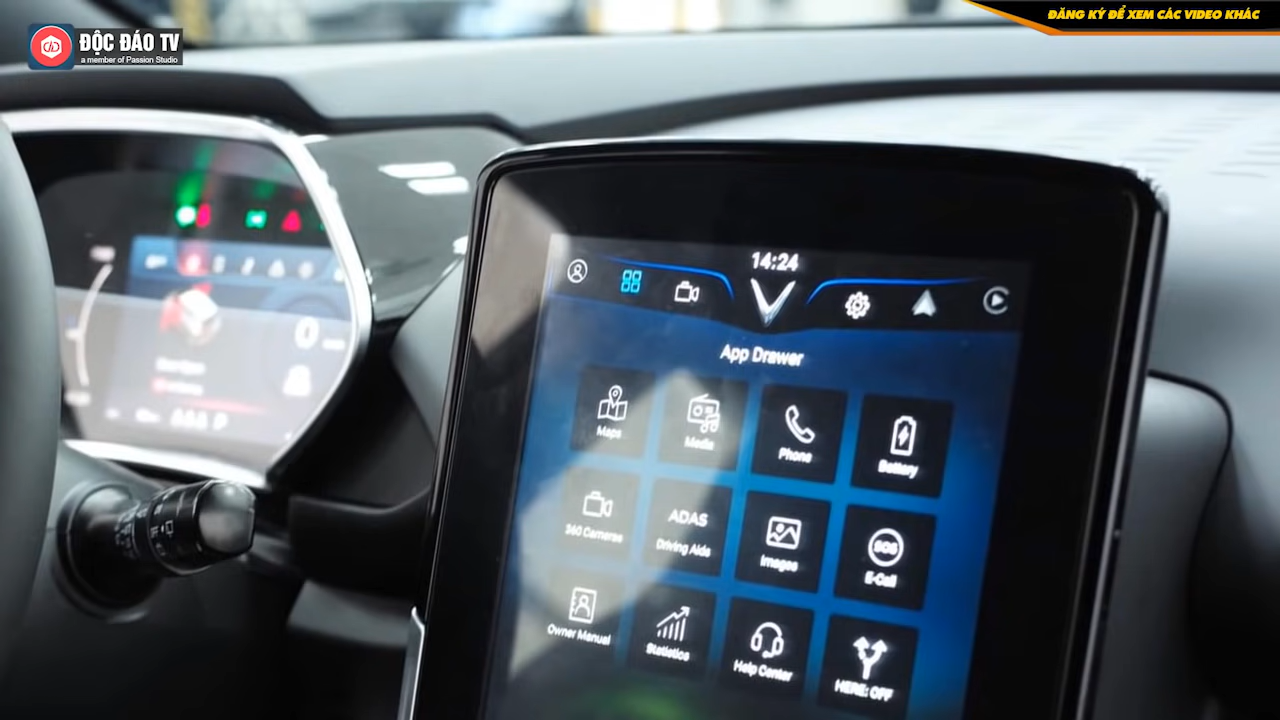 ĐĂNG KÝ ĐỂ XEM CÁC VIDEO KHÁC
ĐỘC ĐÁO TV
a member of Passion Studio
14:24
App Drawer
Maps
Media
Phone
Battery
360 Cameras
ADAS
Driving Aids
Images
SOS
E-Call
Owner Manual
Statistics
Help Center
HERE: OFF
0